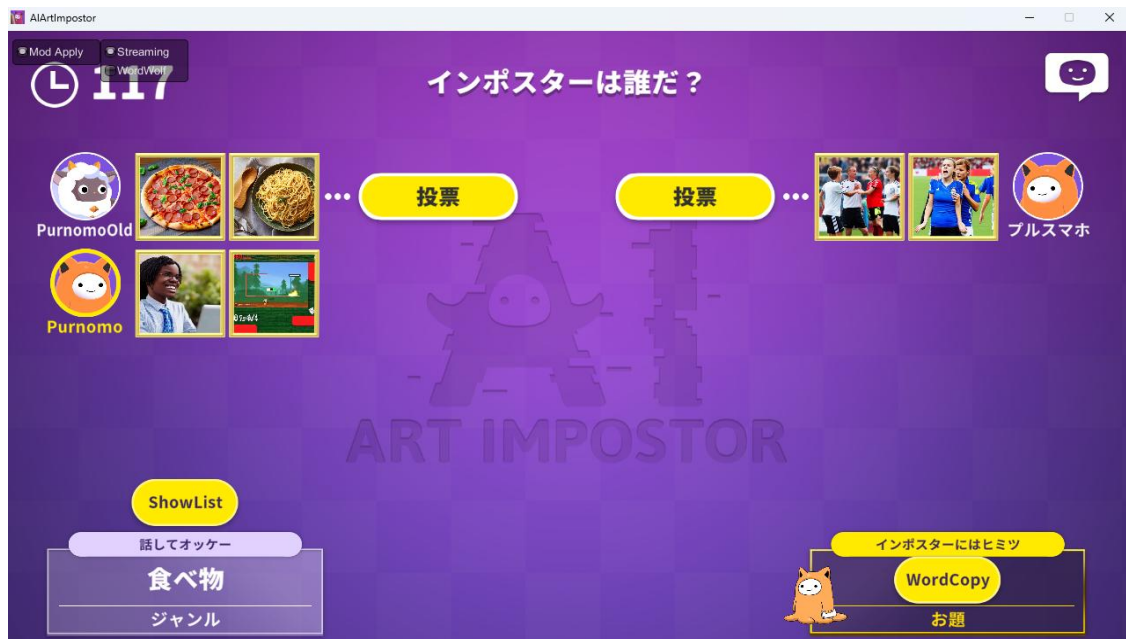 AIArtImpostor
Mod Apply
Streaming
WordWolf
117
インポスターは誰だ？
PurnomoOld
投票
投票
プルスマホ
Purnomo
AI
ART IMPOSTOR
ShowList
話してオッケー
食べ物
ジャンル
インポスターにはヒミツ
WordCopy
お題